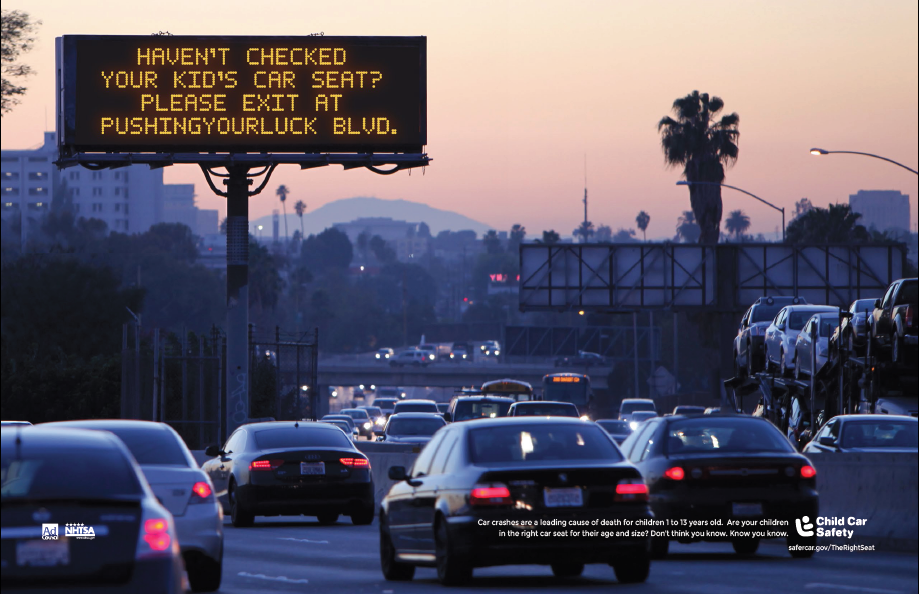 HAVEN'T CHECKED
YOUR KID'S CAR SEAT?
PLEASE EXIT AT
PUSHINGYOURLUCK BLVD.
Car crashes are a leading cause of death for children 1 to 13 years old. Are your children
in the right car seat for their age and size? Don't think you know. Know you know.
Child Car
Safety
safercar.gov/TheRightSeat
Ad
Council
NHTSA